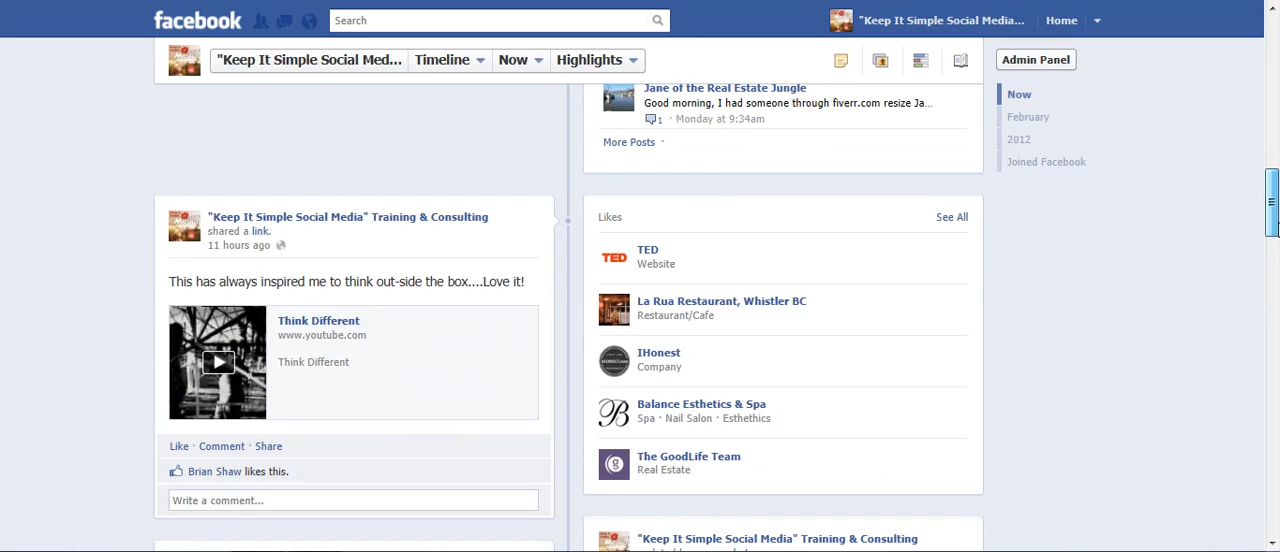 facebook
Search
"Keep It Simple Social Media...
Home
"Keep It Simple Social Med...
Timeline
Now
Highlights
Admin Panel
Now
February
2012
Joined Facebook
Jane of the Real Estate Jungle
Good morning, I had someone through fiverr.com resize Ja...
1 · Monday at 9:34am
More Posts
"Keep It Simple Social Media" Training & Consulting
shared a link.
11 hours ago
This has always inspired me to think out-side the box....Love it!
Think Different
www.youtube.com
Think Different
Like · Comment · Share
Brian Shaw likes this.
Write a comment...
Likes
See All
TED
TED
Website
La Rua Restaurant, Whistler BC
Restaurant/Cafe
IHonest
Company
B
Balance Esthetics & Spa
Spa · Nail Salon · Esthethics
g
The GoodLife Team
Real Estate
"Keep It Simple Social Media" Training & Consulting